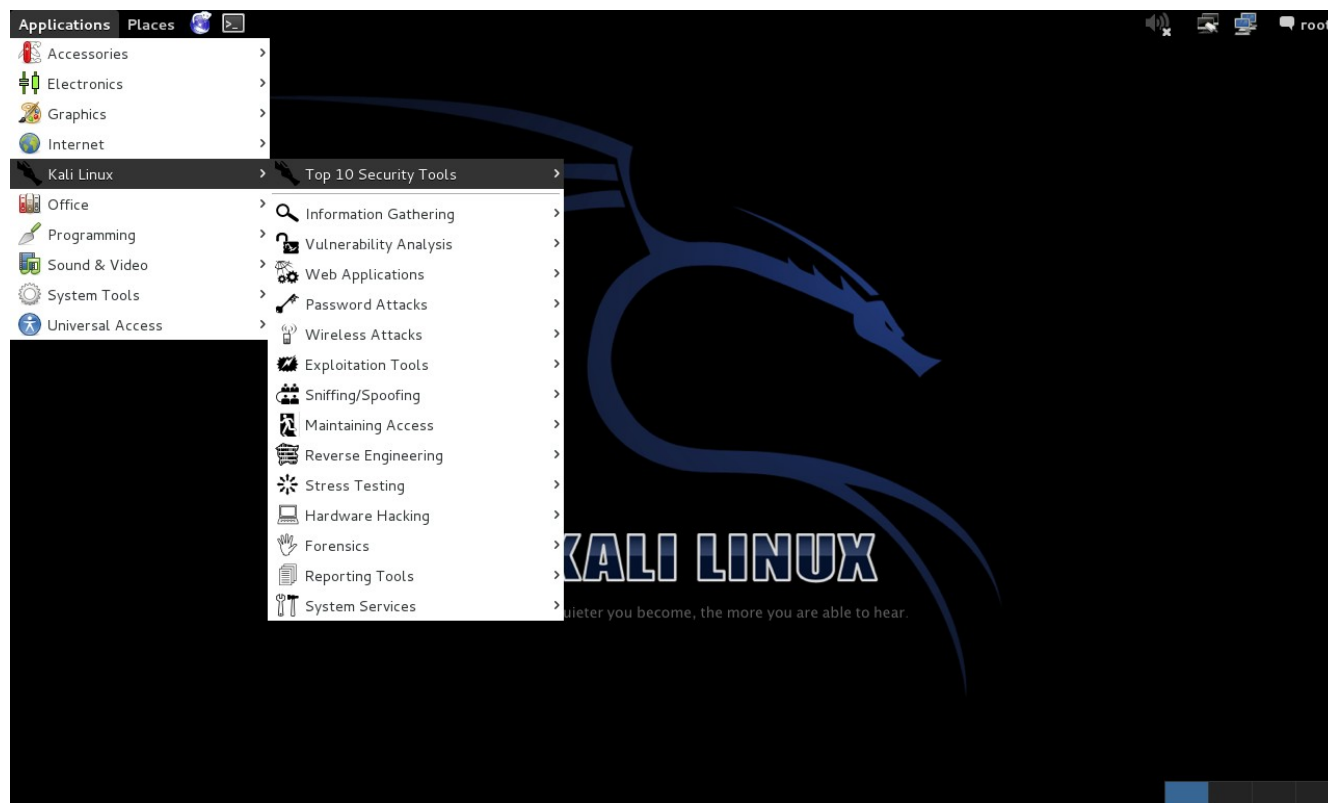 Applications Places
root
Accessories
Electronics
Graphics
Internet
Kali Linux
Office
Programming
Sound & Video
System Tools
Universal Access
Top 10 Security Tools
Information Gathering
Vulnerability Analysis
Web Applications
Password Attacks
Wireless Attacks
Exploitation Tools
Sniffing/Spoofing
Maintaining Access
Reverse Engineering
Stress Testing
Hardware Hacking
Forensics
Reporting Tools
System Services
KALI LINUX
uieter you become, the more you are able to hear.